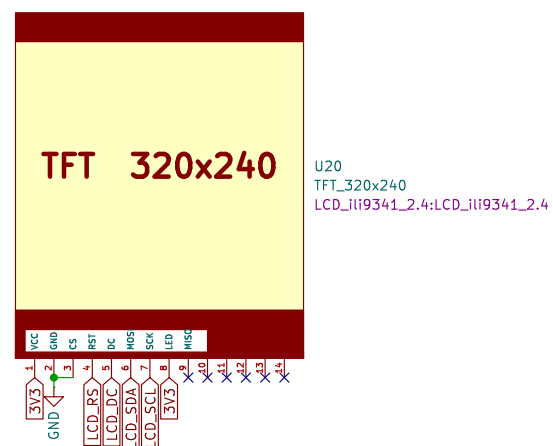 TFT 320x240
U20
TFT_320x240
LCD_ili9341_2.4:LCD_ili9341_2.4
VCC GND CS RST DC MOSI SCK LED MISO
1 2 3 4 5 6 7 8 9 10 11 12 13 14
3V3 GND LCD_RS LCD_DC LCD_SDA LCD_SCL 3V3